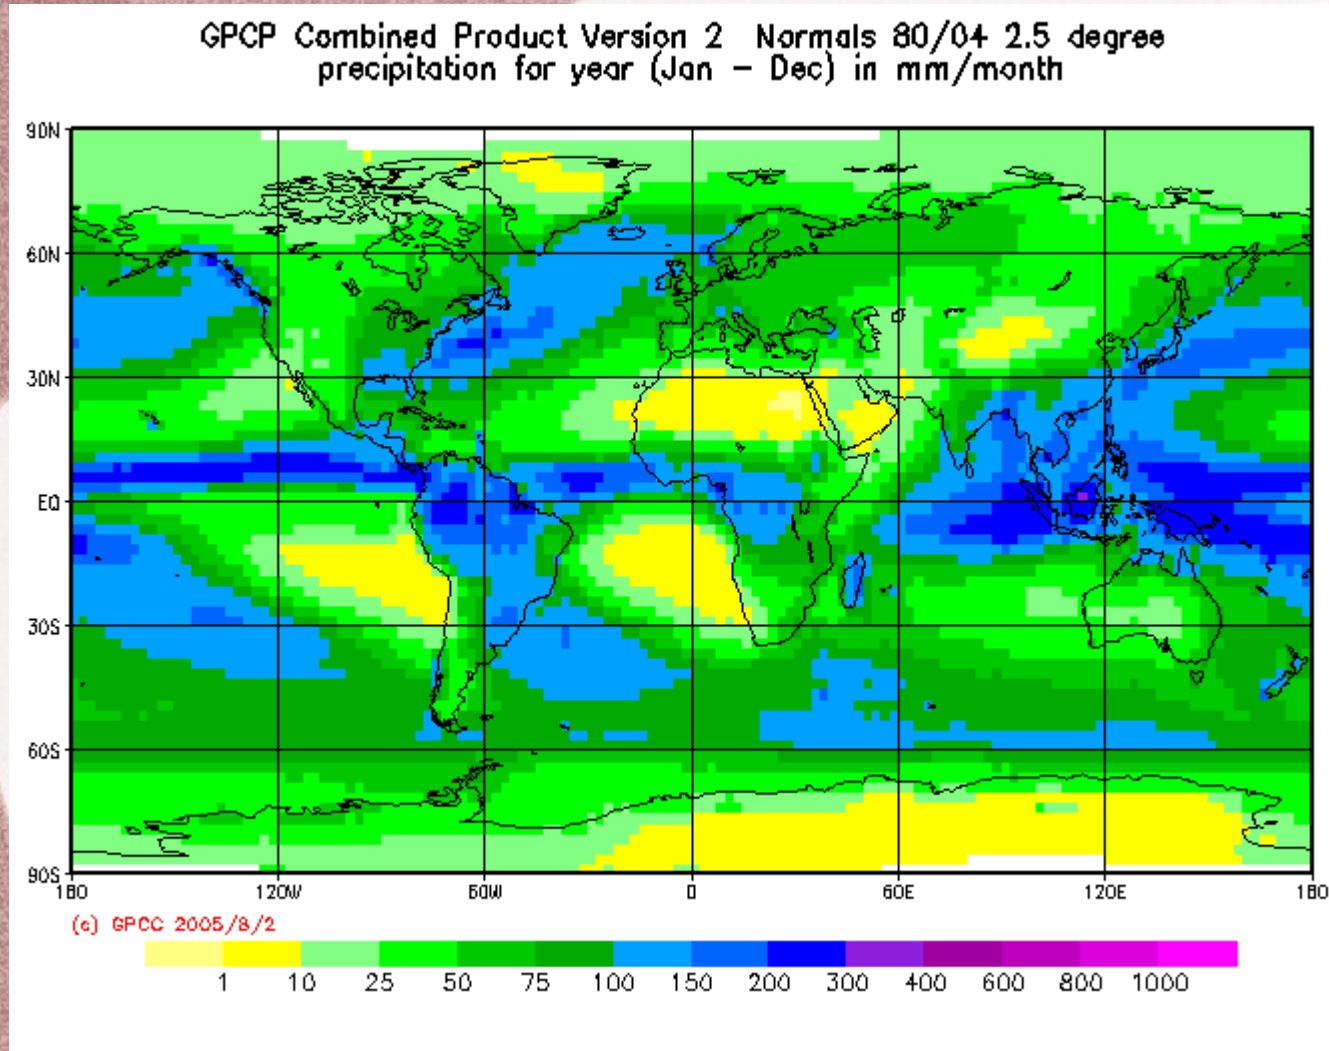 GPCP Combined Product Version 2 Normals 80/04 2.5 degree
precipitation for year (Jan - Dec) in mm/month
90N
60N
30N
EQ
30S
60S
90S
180 120W 60W 0 60E 120E 180
(c) GPCC 2005/8/2
1 10 25 50 75 100 150 200 300 400 600 800 1000